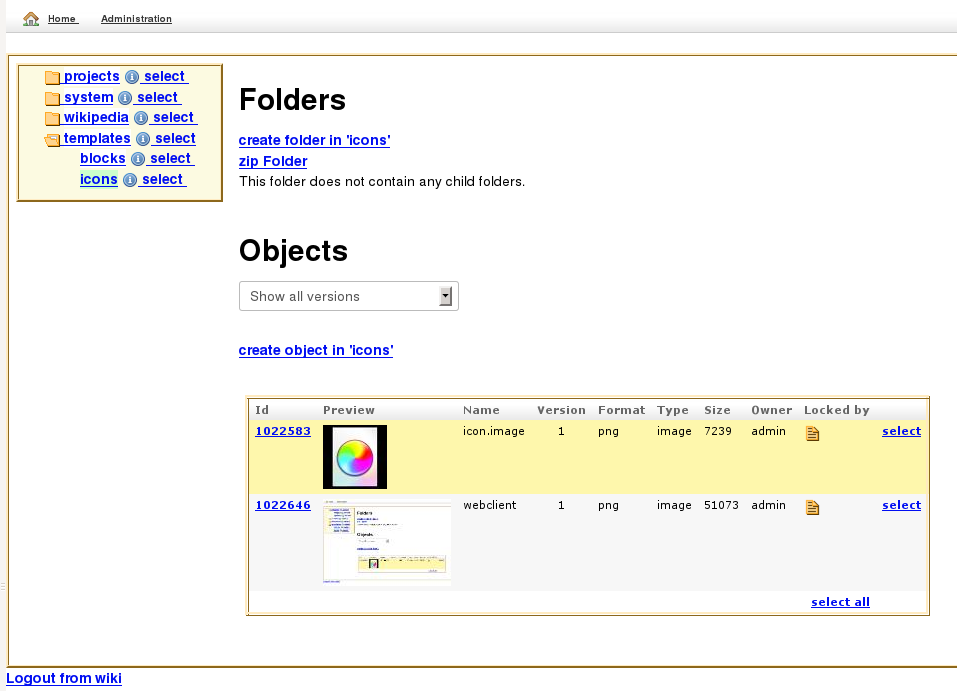 Home Administration
projects select
system select
wikipedia select
templates select
blocks select
icons select
Folders
create folder in 'icons'
zip Folder
This folder does not contain any child folders.
Objects
Show all versions
create object in 'icons'
Id Preview Name Version Format Type Size Owner Locked by
1022583 icon.image 1 png image 7239 admin select
1022646 webclient 1 png image 51073 admin select
Folders
Objects
select all
Logout from wiki